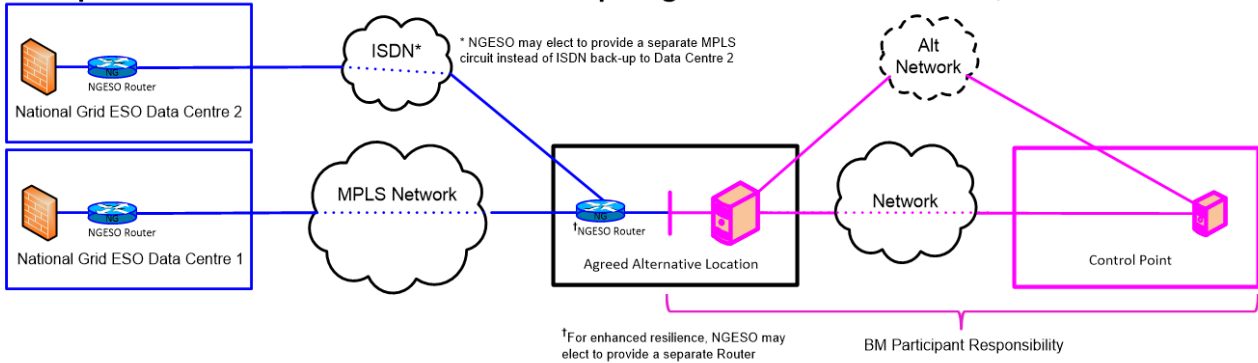 ISDN*
* NGESO may elect to provide a separate MPLS
circuit instead of ISDN back-up to Data Centre 2
Alt
Network
NG
NGESO Router
National Grid ESO Data Centre 2
MPLS Network
Network
NG
NGESO Router
National Grid ESO Data Centre 1
NG
†NGESO Router
Agreed Alternative Location
Control Point
†For enhanced resilience, NGESO may
elect to provide a separate Router
BM Participant Responsibility